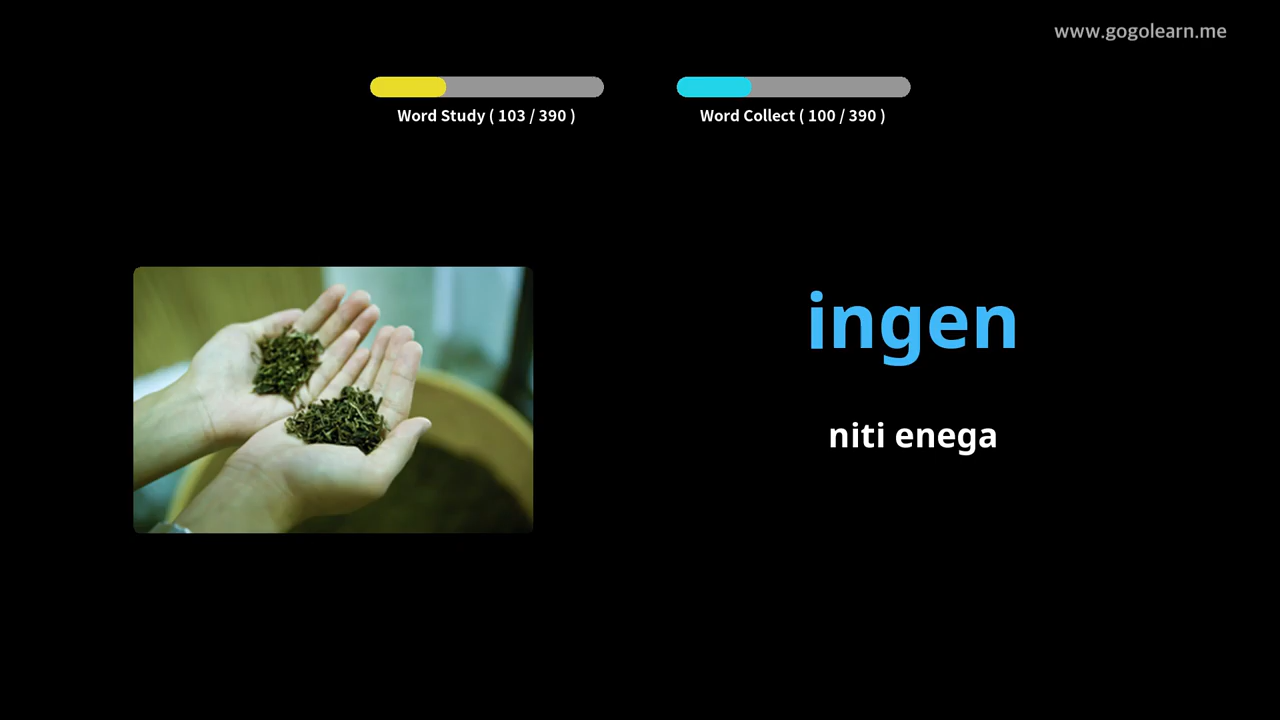 www.gogolearn.me
Word Study ( 103 / 390 )
Word Collect ( 100 / 390 )
ingen
niti enega